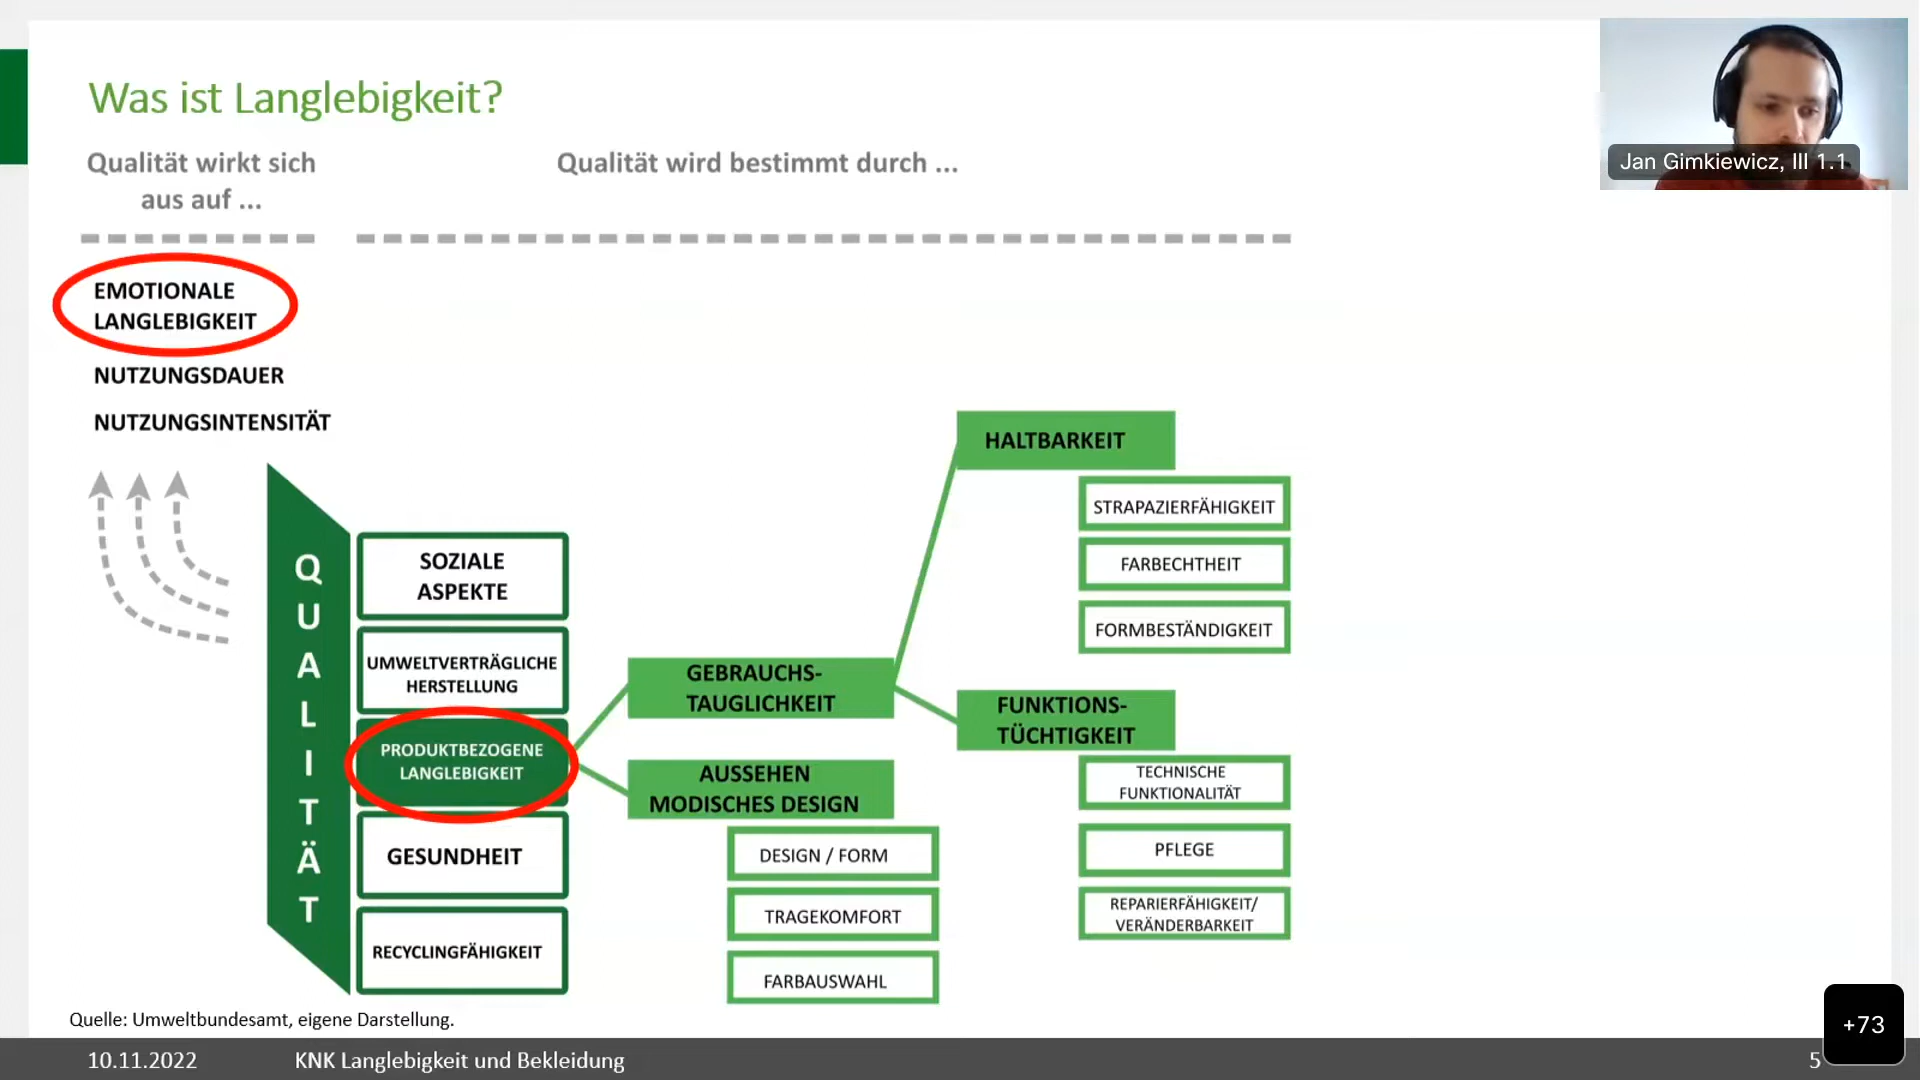 Was ist Langlebigkeit?
Qualität wirkt sich
aus auf ...
Qualität wird bestimmt durch ...
Jan Gimkiewicz, III 1.1
EMOTIONALE
LANGLEBIGKEIT
NUTZUNGSDAUER
NUTZUNGSINTENSITÄT
QUALITÄT
SOZIALE
ASPEKTE
UMWELTVERTRÄGLICHE
HERSTELLUNG
PRODUKTBEZOGENE
LANGLEBIGKEIT
GESUNDHEIT
RECYCLINGFÄHIGKEIT
GEBRAUCHS-
TAUGLICHKEIT
AUSSEHEN
MODISCHES DESIGN
DESIGN / FORM
TRAGEKOMFORT
FARBAUSWAHL
HALTBARKEIT
STRAPAZIERFÄHIGKEIT
FARBECHTHEIT
FORMBESTÄNDIGKEIT
FUNKTIONS-
TÜCHTIGKEIT
TECHNISCHE
FUNKTIONALITÄT
PFLEGE
REPARIERFÄHIGKEIT/
VERÄNDERBARKEIT
Quelle: Umweltbundesamt, eigene Darstellung.
10.11.2022
KNK Langlebigkeit und Bekleidung
5
+73